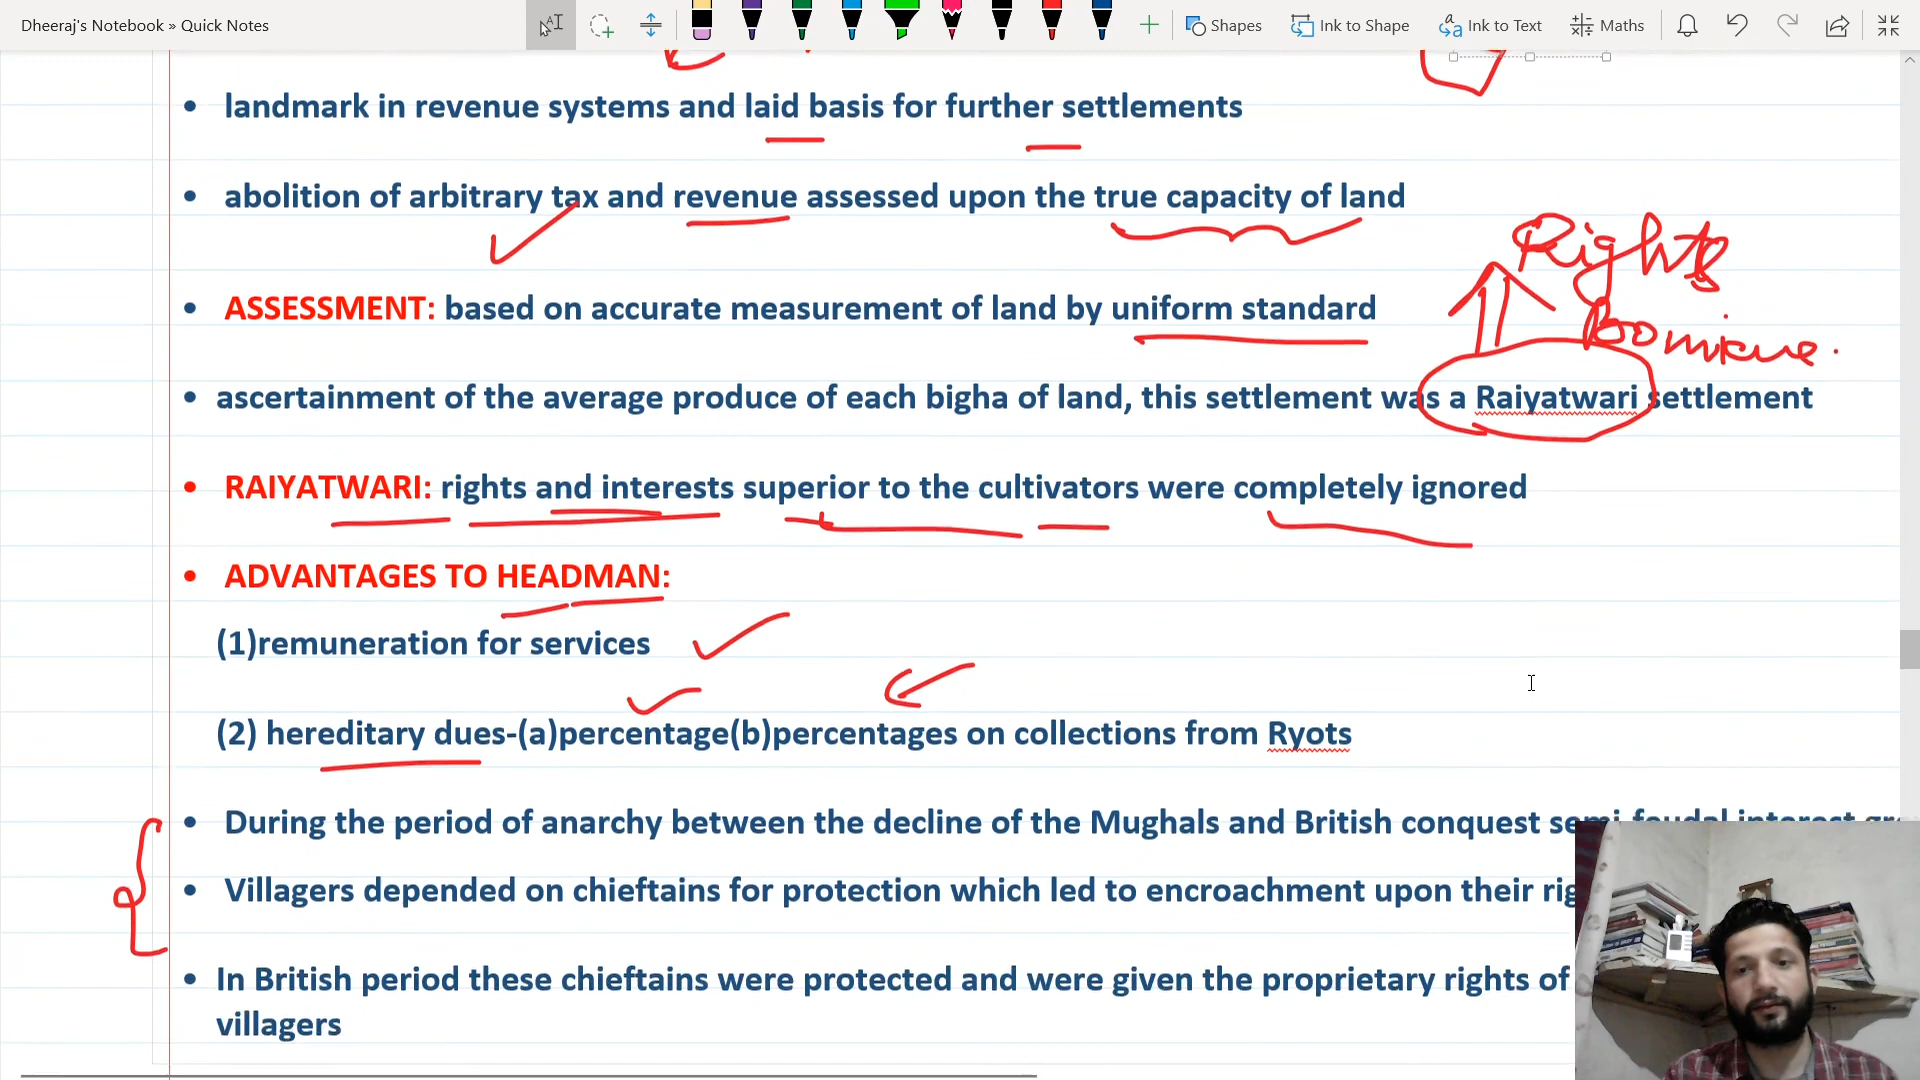 Dheeraj's Notebook » Quick Notes
Shapes Ink to Shape Ink to Text Maths
• landmark in revenue systems and laid basis for further settlements
• abolition of arbitrary tax and revenue assessed upon the true capacity of land
Rights
• ASSESSMENT: based on accurate measurement of land by uniform standard
• ascertainment of the average produce of each bigha of land, this settlement was a Raiyatwari settlement
• RAIYATWARI: rights and interests superior to the cultivators were completely ignored
• ADVANTAGES TO HEADMAN:
(1)remuneration for services
(2) hereditary dues-(a)percentage(b)percentages on collections from Ryots
• During the period of anarchy between the decline of the Mughals and British conquest semi-feudal interest
• Villagers depended on chieftains for protection which led to encroachment upon their
• In British period these chieftains were protected and were given the proprietary rights of
villagers